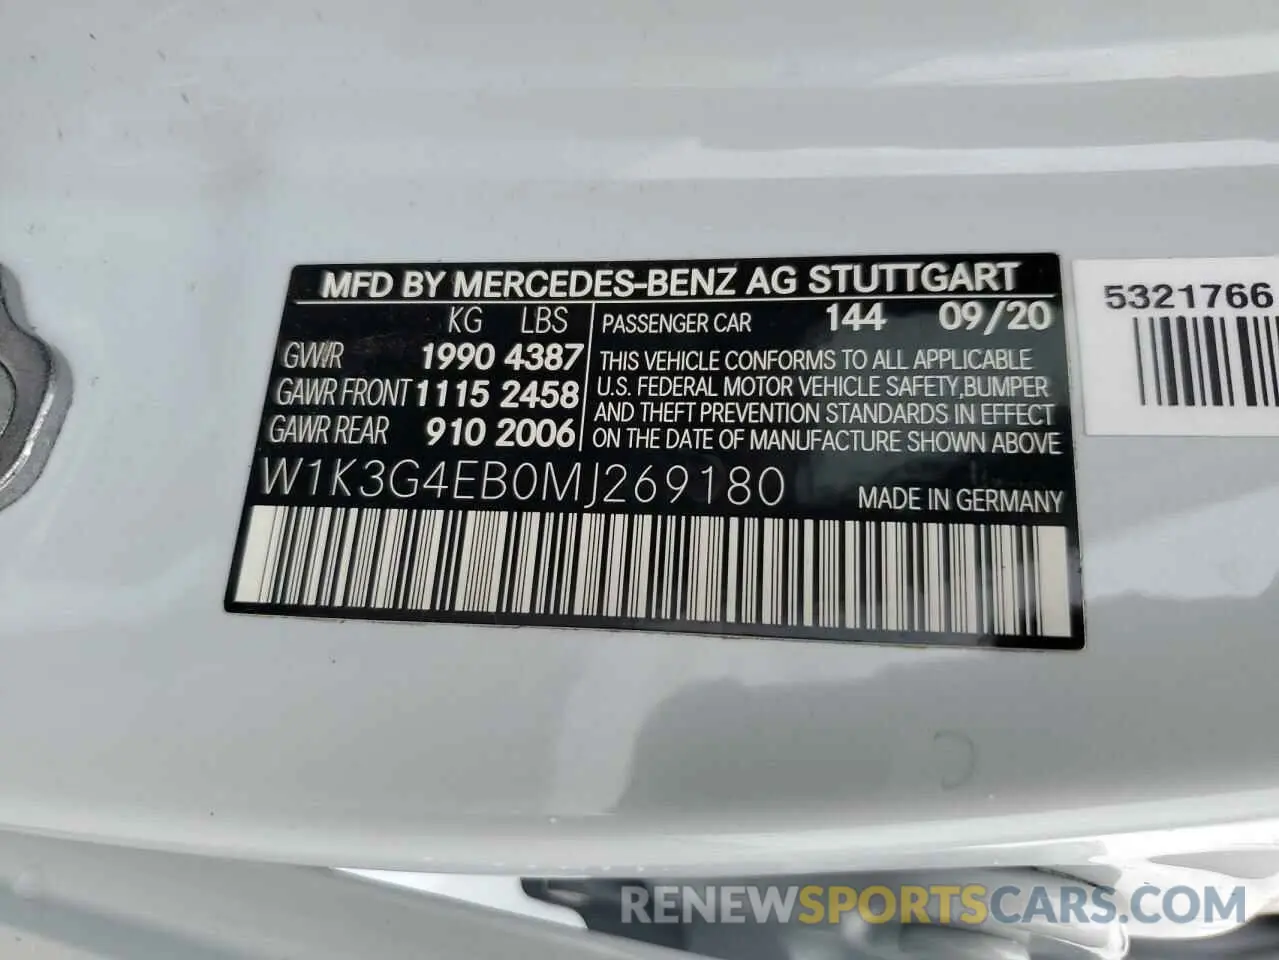 MFD BY MERCEDES-BENZ AG STUTTGART
KG LBS
GWR 1990 4387
GAWR FRONT 1115 2458
GAWR REAR 910 2006
PASSENGER CAR 144 09/20
THIS VEHICLE CONFORMS TO ALL APPLICABLE
U.S. FEDERAL MOTOR VEHICLE SAFETY,BUMPER
AND THEFT PREVENTION STANDARDS IN EFFECT
ON THE DATE OF MANUFACTURE SHOWN ABOVE
W1K3G4EB0MJ269180 MADE IN GERMANY
5321766
RENEWSPORTSCARS.COM